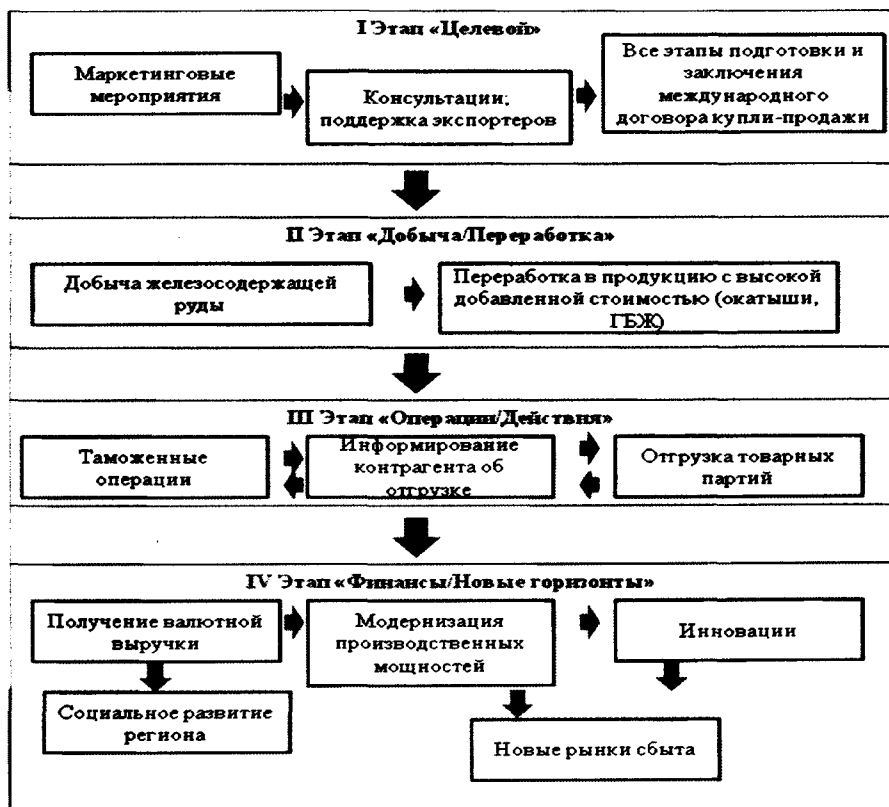 I Этап «Целевой»
Маркетинговые
мероприятия
Консультации;
поддержка экспортеров
Все этапы подготовки и
заключения
международного
договора купли-продажи
II Этап «Добыча/Переработка»
Добыча железосодержащей
руды
Переработка в продукцию с высокой
добавленной стоимостью (окатыши,
ГБЖ)
III Этап «Операции/Действия»
Таможенные
операции
Информирование
контрагента об
отгрузке
Отгрузка товарных
партий
IV Этап «Финансы/Новые горизонты»
Получение валютной
выручки
Модернизация
производственных
мощностей
Инновации
Социальное развитие
региона
Новые рынки сбыта